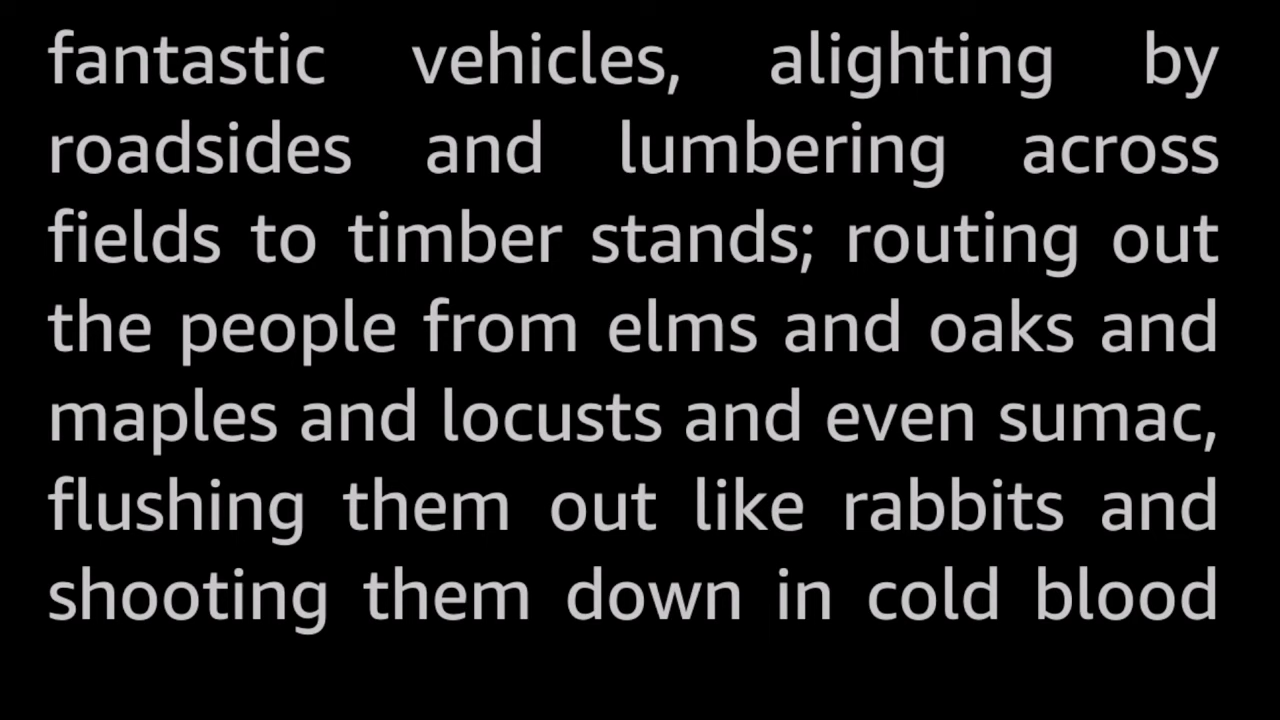 fantastic vehicles, alighting by
roadsides and lumbering across
fields to timber stands; routing out
the people from elms and oaks and
maples and locusts and even sumac,
flushing them out like rabbits and
shooting them down in cold blood